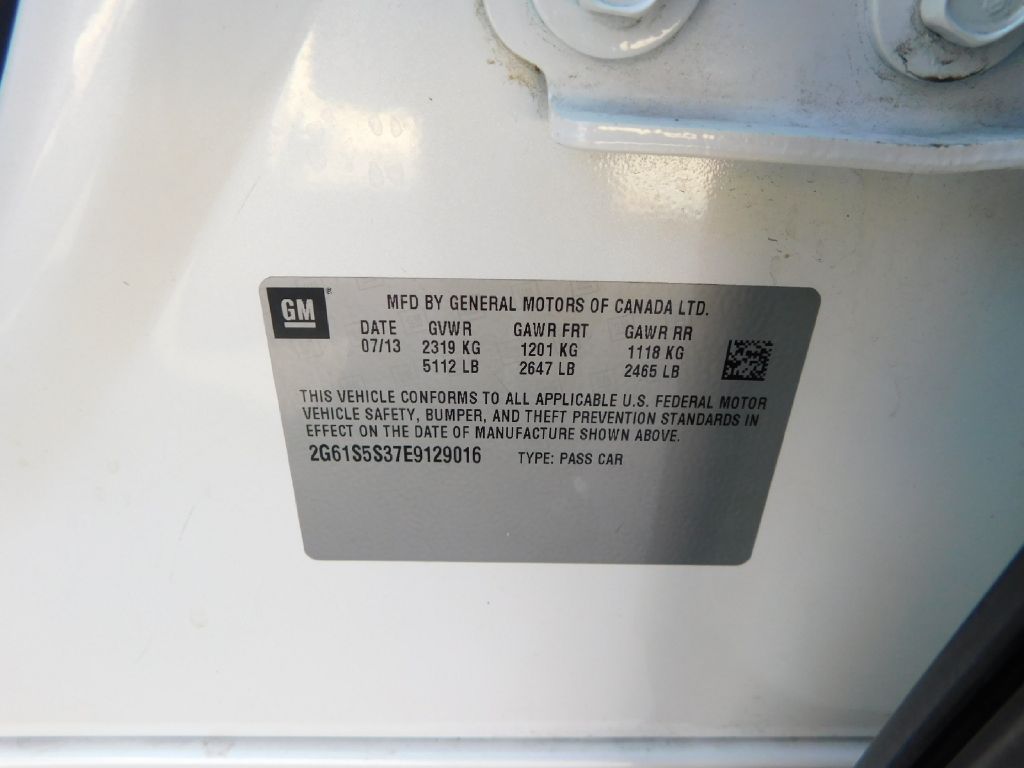 GM
MFD BY GENERAL MOTORS OF CANADA LTD.
DATE GVWR GAWR FRT GAWR RR
07/13 2319 KG 1201 KG 1118 KG
5112 LB 2647 LB 2465 LB
THIS VEHICLE CONFORMS TO ALL APPLICABLE U.S. FEDERAL MOTOR
VEHICLE SAFETY, BUMPER, AND THEFT PREVENTION STANDARDS IN
EFFECT ON THE DATE OF MANUFACTURE SHOWN ABOVE.
2G61S5S37E9129016 TYPE: PASS CAR